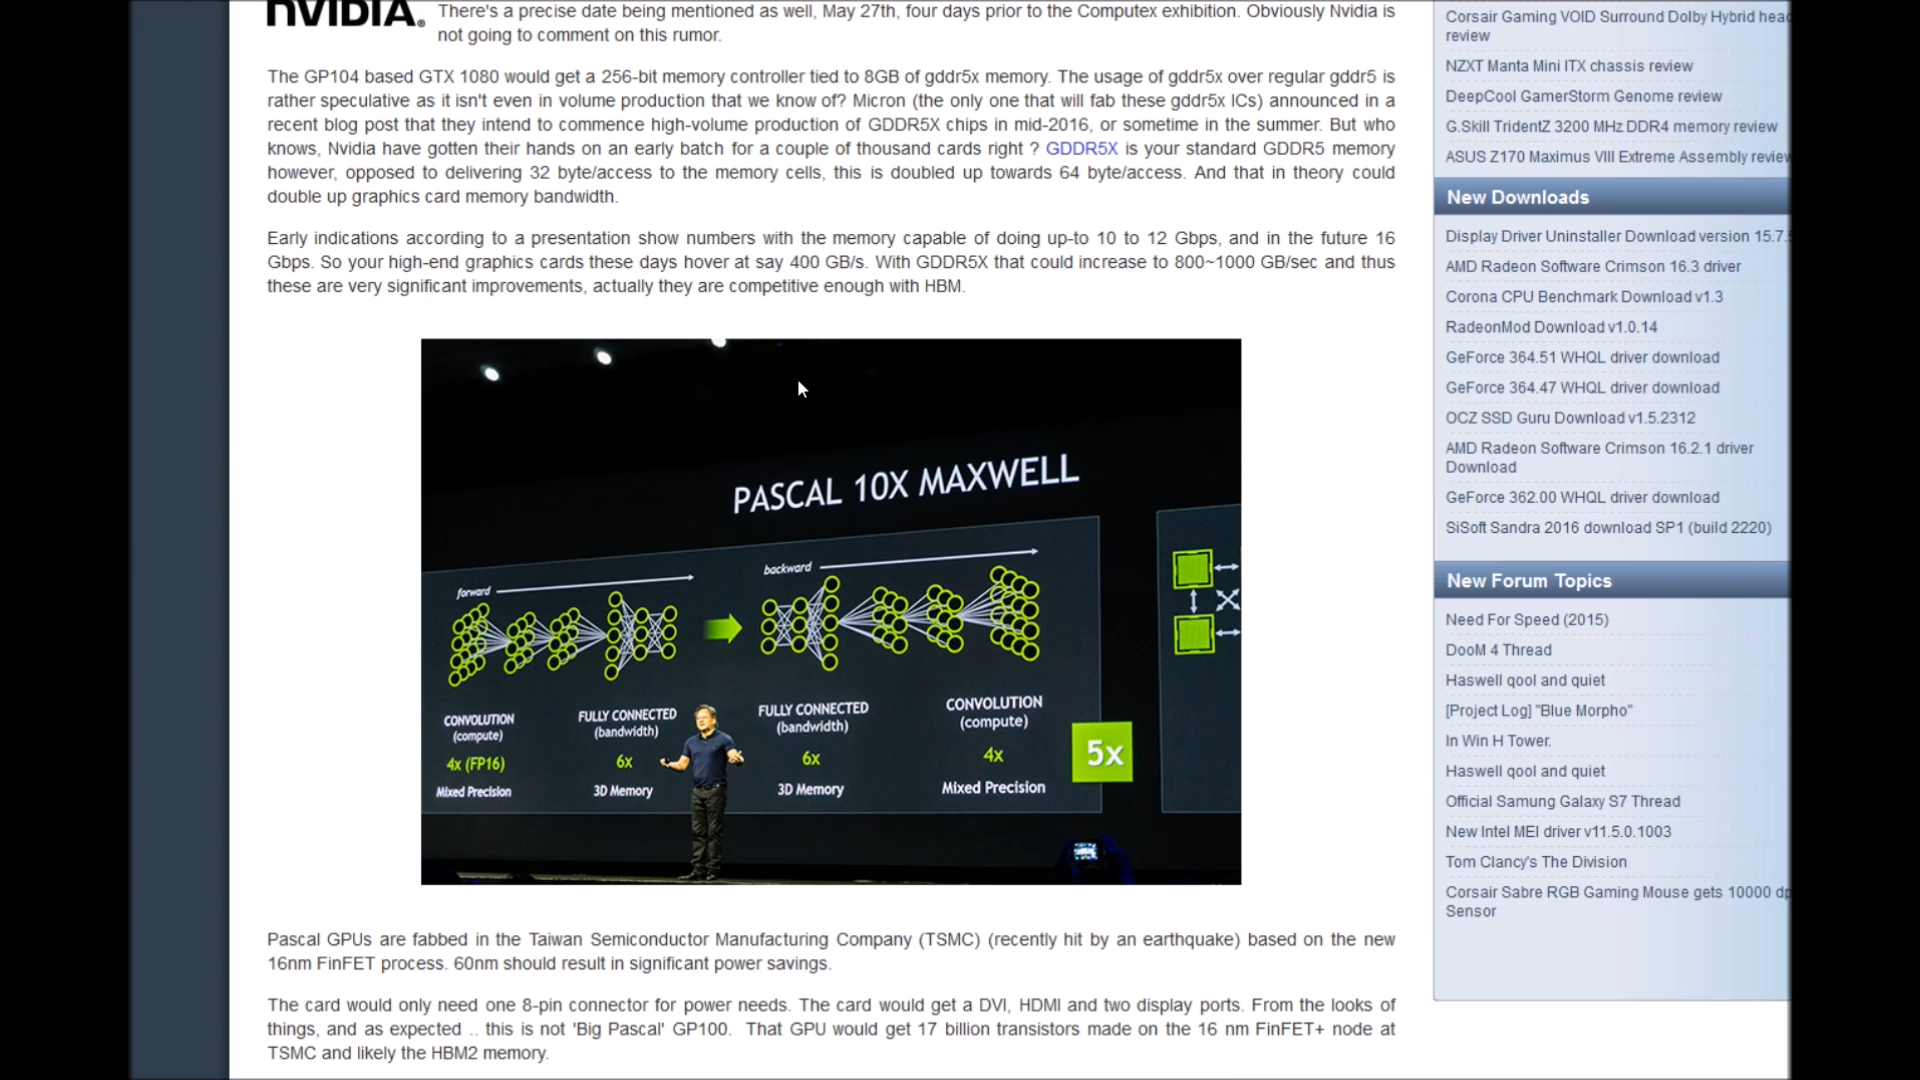 nVIDIA®
There's a precise date being mentioned as well, May 27th, four days prior to the Computex exhibition. Obviously Nvidia is
not going to comment on this rumor.
The GP104 based GTX 1080 would get a 256-bit memory controller tied to 8GB of gddr5x memory. The usage of gddr5x over regular gddr5 is
rather speculative as it isn't even in volume production that we know of? Micron (the only one that will fab these gddr5x ICs) announced in a
recent blog post that they intend to commence high-volume production of GDDR5X chips in mid-2016, or sometime in the summer. But who
knows, Nvidia have gotten their hands on an early batch for a couple of thousand cards right ? GDDR5X is your standard GDDR5 memory
however, opposed to delivering 32 byte/access to the memory cells, this is doubled up towards 64 byte/access. And that in theory could
double up graphics card memory bandwidth.
Early indications according to a presentation show numbers with the memory capable of doing up-to 10 to 12 Gbps, and in the future 16
Gbps. So your high-end graphics cards these days hover at say 400 GB/s. With GDDR5X that could increase to 800~1000 GB/sec and thus
these are very significant improvements, actually they are competitive enough with HBM.
PASCAL 10X MAXWELL
forward
backward
CONVOLUTION
(compute)
4x (FP16)
Mixed Precision
FULLY CONNECTED
(bandwidth)
6x
3D Memory
FULLY CONNECTED
(bandwidth)
6x
3D Memory
CONVOLUTION
(compute)
4x
Mixed Precision
5x
Pascal GPUs are fabbed in the Taiwan Semiconductor Manufacturing Company (TSMC) (recently hit by an earthquake) based on the new
16nm FinFET process. 60nm should result in significant power savings.
The card would only need one 8-pin connector for power needs. The card would get a DVI, HDMI and two display ports. From the looks of
things, and as expected .. this is not 'Big Pascal' GP100. That GPU would get 17 billion transistors made on the 16 nm FinFET+ node at
TSMC and likely the HBM2 memory.
Corsair Gaming VOID Surround Dolby Hybrid
review
NZXT Manta Mini ITX chassis review
DeepCool GamerStorm Genome review
G.Skill TridentZ 3200 MHz DDR4 memory review
ASUS Z170 Maximus VIII Extreme Assembly review
New Downloads
Display Driver Uninstaller Download version
AMD Radeon Software Crimson 16.3 driver
Corona CPU Benchmark Download v1.3
RadeonMod Download v1.0.14
GeForce 364.51 WHQL driver download
GeForce 364.47 WHQL driver download
OCZ SSD Guru Download v1.5.2312
AMD Radeon Software Crimson 16.2.1 driver
Download
GeForce 362.00 WHQL driver download
SiSoft Sandra 2016 download SP1 (build 2220)
New Forum Topics
Need For Speed (2015)
DooM 4 Thread
Haswell qool and quiet
[Project Log] "Blue Morpho"
In Win H Tower.
Haswell qool and quiet
Official Samung Galaxy S7 Thread
New Intel MEI driver v11.5.0.1003
Tom Clancy's The Division
Corsair Sabre RGB Gaming Mouse gets 10000
Sensor